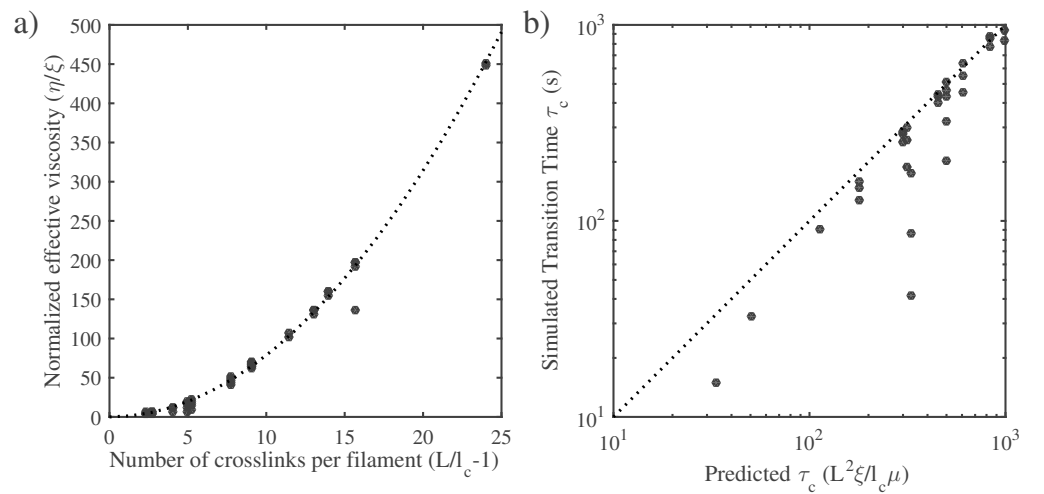 a)
Normalized effective viscosity (η/ξ)
500
450
400
350
300
250
200
150
100
50
0
0 5 10 15 20 25
Number of crosslinks per filament (L/l_c-1)
b)
Simulated Transition Time τ_c (s)
10^3
10^2
10^1
10^1 10^2 10^3
Predicted τ_c (L^2ξ/l_cμ)